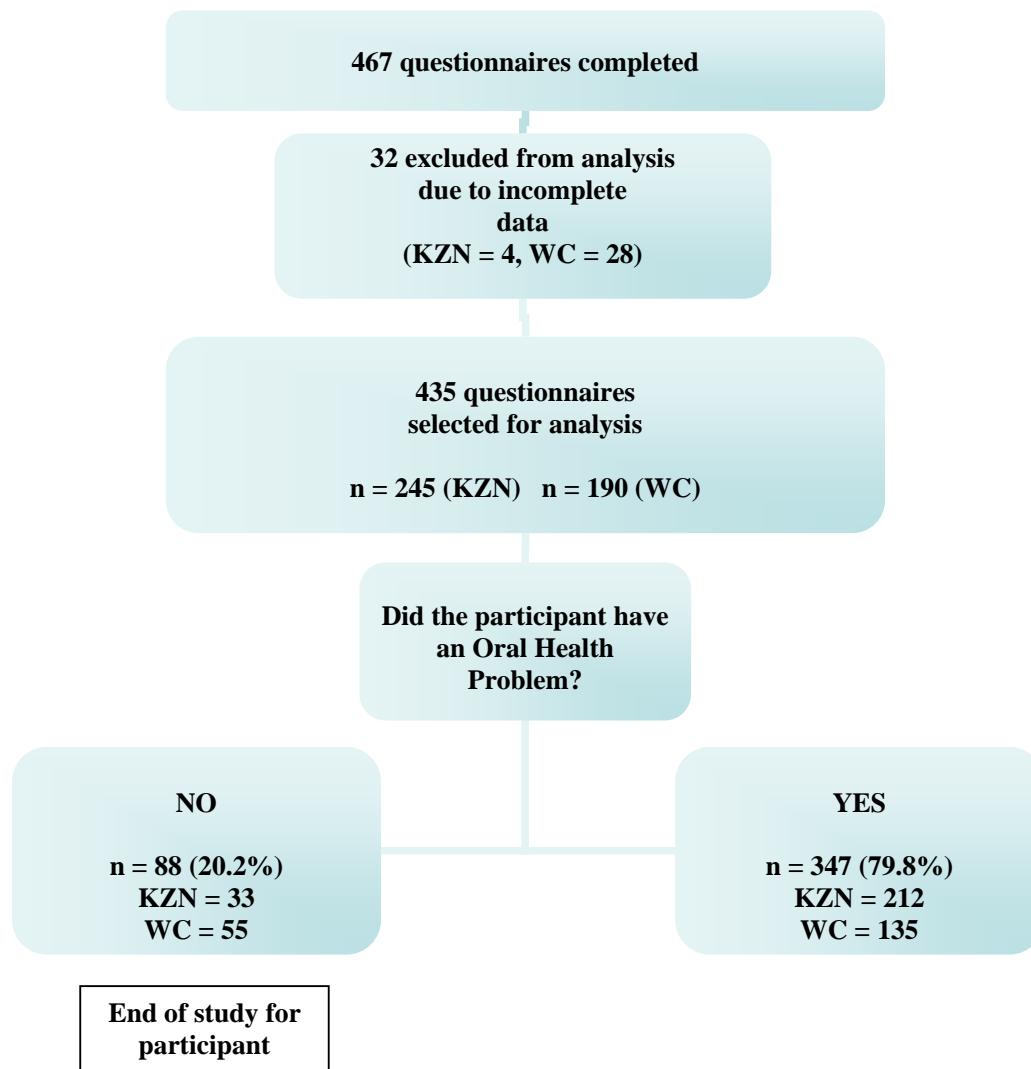 467 questionnaires completed
32 excluded from analysis
due to incomplete
data
(KZN = 4, WC = 28)
435 questionnaires
selected for analysis
n = 245 (KZN)   n = 190 (WC)
Did the participant have
an Oral Health
Problem?
NO
n = 88 (20.2%)
KZN = 33
WC = 55
YES
n = 347 (79.8%)
KZN = 212
WC = 135
End of study for
participant